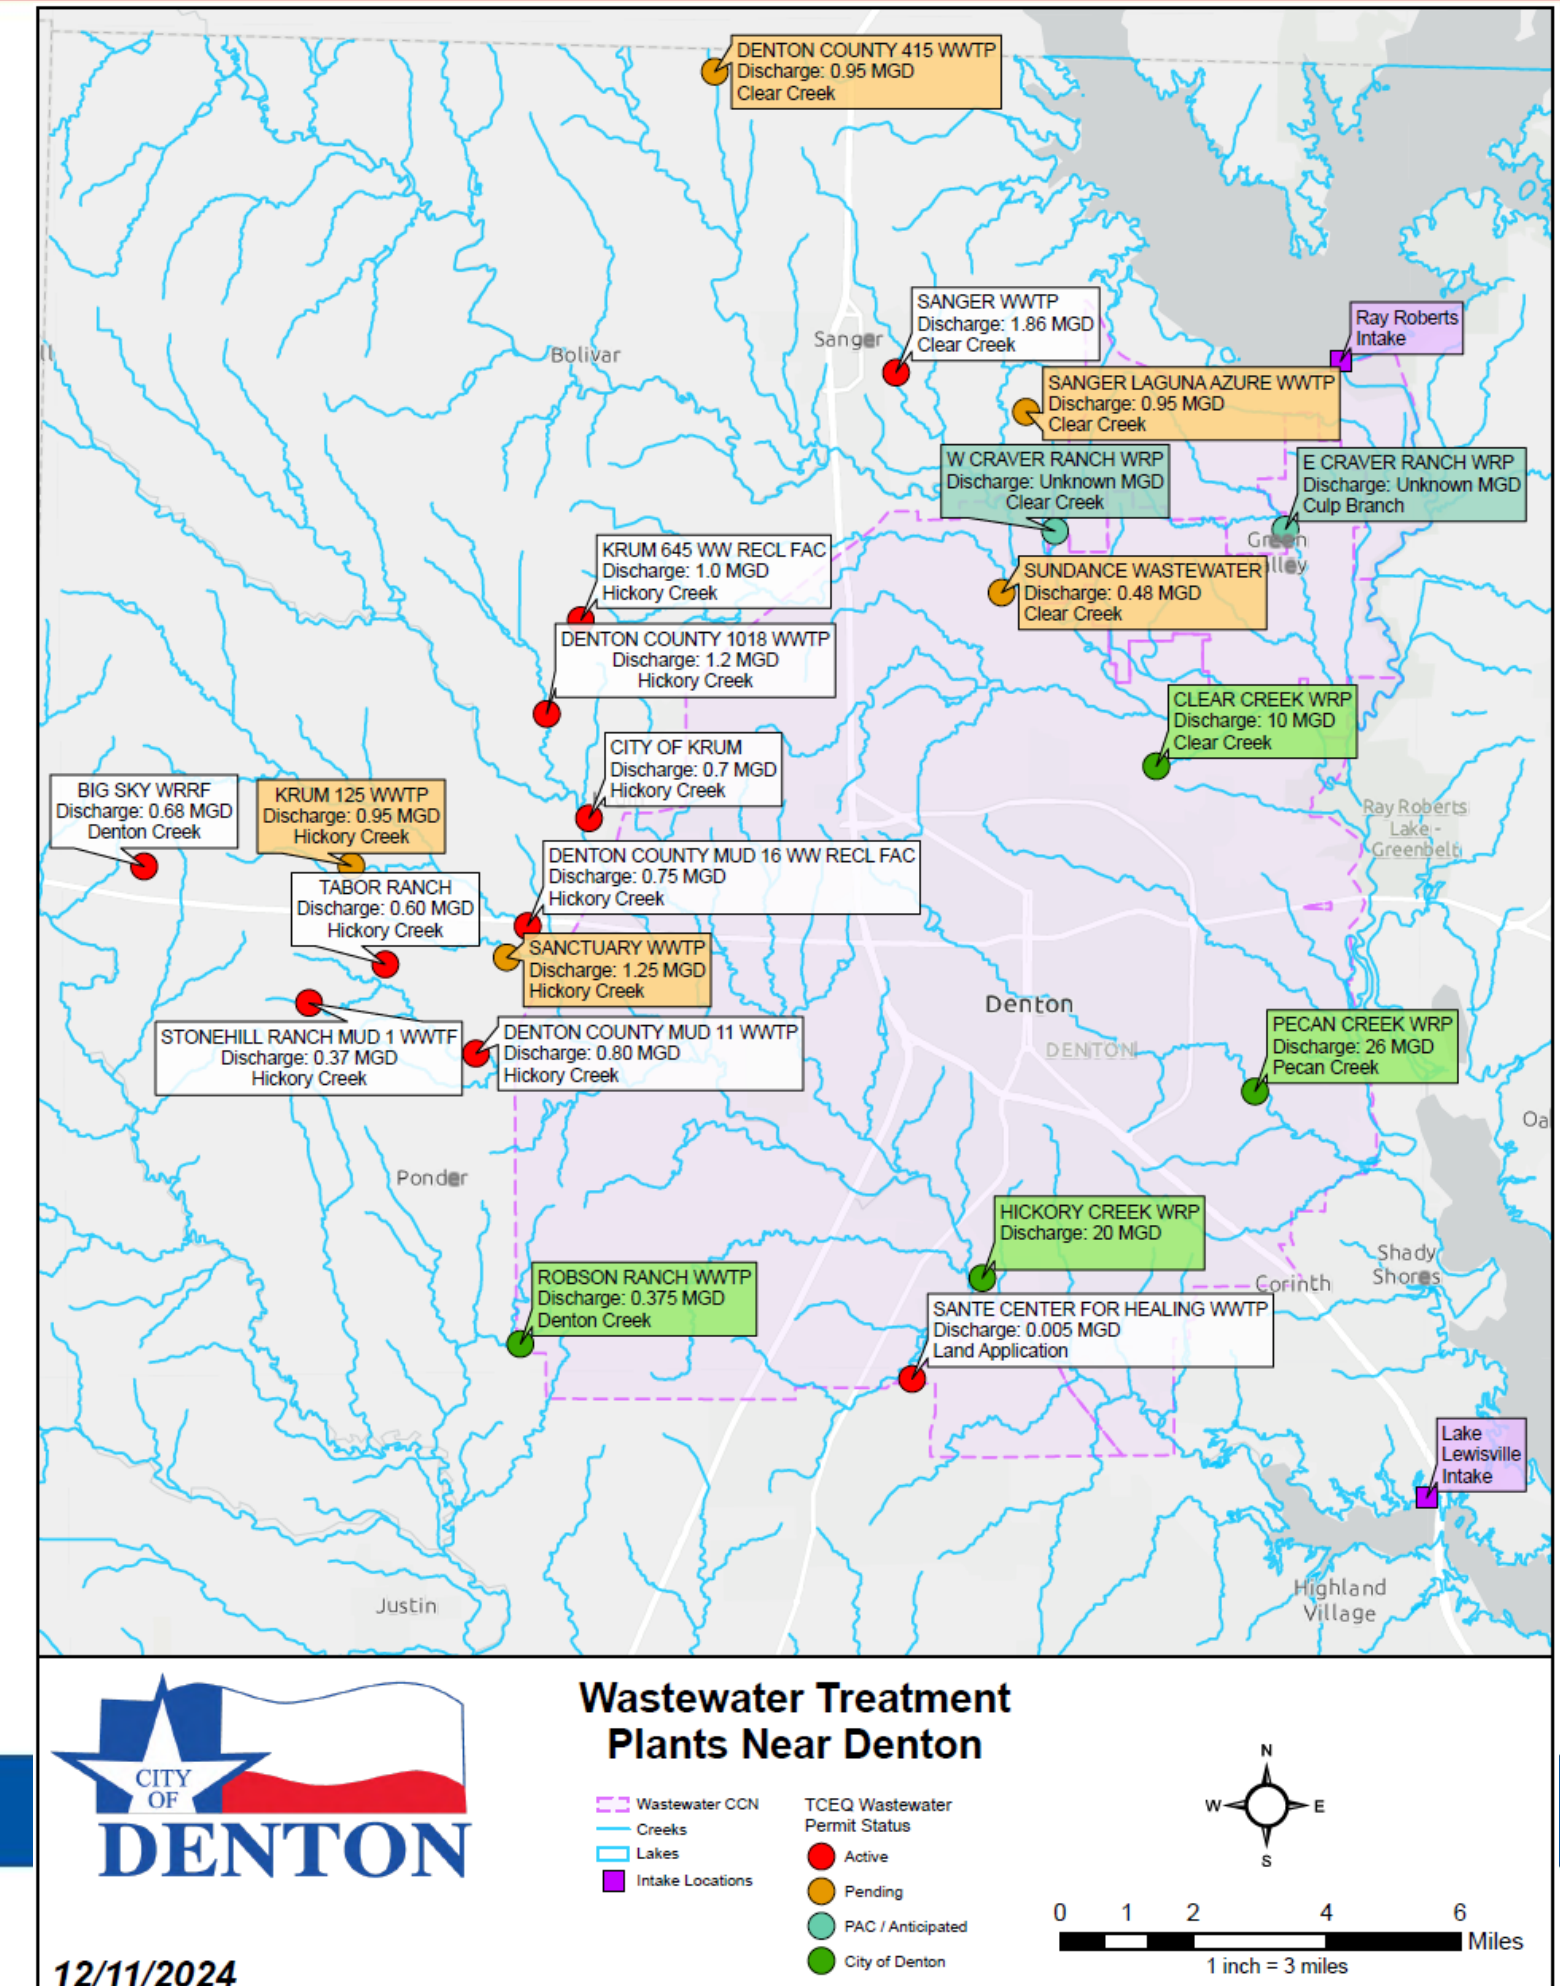 DENTON COUNTY 415 WWTP
Discharge: 0.95 MGD
Clear Creek
SANGER WWTP
Discharge: 1.86 MGD
Clear Creek
Ray Roberts
Intake
Sanger
Bolivar
SANGER LAGUNA AZURE WWTP
Discharge: 0.95 MGD
Clear Creek
W CRAVER RANCH WRP
Discharge: Unknown MGD
Clear Creek
E CRAVER RANCH WRP
Discharge: Unknown MGD
Culp Branch
Green
lley
KRUM 645 WW RECL FAC
Discharge: 1.0 MGD
Hickory Creek
SUNDANCE WASTEWATER
Discharge: 0.48 MGD
Clear Creek
DENTON COUNTY 1018 WWTP
Discharge: 1.2 MGD
Hickory Creek
CLEAR CREEK WRP
Discharge: 10 MGD
Clear Creek
CITY OF KRUM
Discharge: 0.7 MGD
Hickory Creek
BIG SKY WRRF
Discharge: 0.68 MGD
Denton Creek
KRUM 125 WWTP
Discharge: 0.95 MGD
Hickory Creek
Ray Roberts
Lake -
Greenbelt
DENTON COUNTY MUD 16 WW RECL FAC
Discharge: 0.75 MGD
Hickory Creek
TABOR RANCH
Discharge: 0.60 MGD
Hickory Creek
SANCTUARY WWTP
Discharge: 1.25 MGD
Hickory Creek
Denton
DENTON
STONEHILL RANCH MUD 1 WWTF
Discharge: 0.37 MGD
Hickory Creek
DENTON COUNTY MUD 11 WWTP
Discharge: 0.80 MGD
Hickory Creek
PECAN CREEK WRP
Discharge: 26 MGD
Pecan Creek
Oa
Ponder
HICKORY CREEK WRP
Discharge: 20 MGD
Shady
Shores
Corinth
ROBSON RANCH WWTP
Discharge: 0.375 MGD
Denton Creek
SANTE CENTER FOR HEALING WWTP
Discharge: 0.005 MGD
Land Application
Lake
Lewisville
Intake
Justin
Highland
Village
CITY
OF
DENTON
12/11/2024
Wastewater Treatment
Plants Near Denton
Wastewater CCN
Creeks
Lakes
Intake Locations
TCEQ Wastewater
Permit Status
Active
Pending
PAC / Anticipated
City of Denton
N
W
E
S
0 1 2 4 6
Miles
1 inch = 3 miles